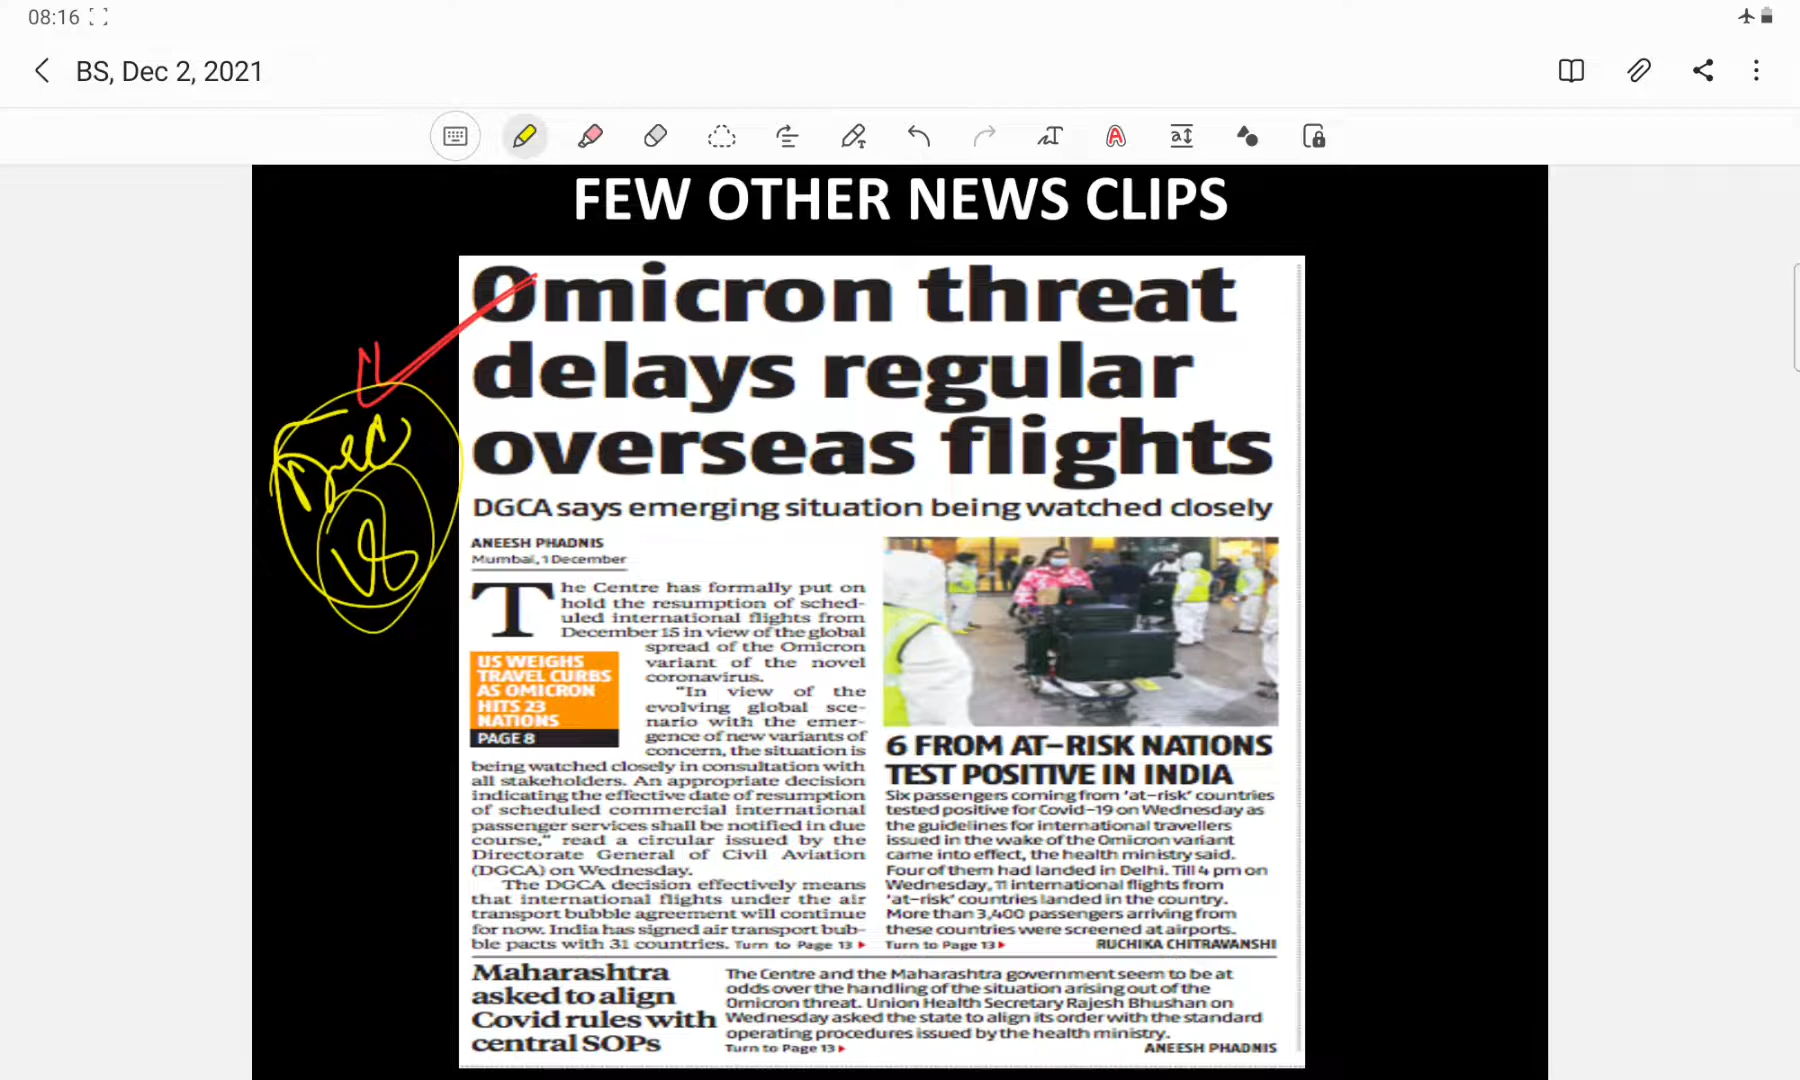 08:16
BS, Dec 2, 2021
FEW OTHER NEWS CLIPS
Omicron threat
delays regular
overseas flights
DGCA says emerging situation being watched closely
ANEESH PHADNIS
Mumbai, 1 December
The Centre has formally put on
hold the resumption of sched-
uled international flights from
December 15 in view of the global
spread of the Omicron
variant of the novel
coronavirus.
"In view of the
evolving global sce-
nario with the emer-
gence of new variants of
concern, the situation is
being watched closely in consultation with
all stakeholders. An appropriate decision
indicating the effective date of resumption
of scheduled commercial international
passenger services shall be notified in due
course," read a circular issued by the
Directorate General of Civil Aviation
(DGCA) on Wednesday.
The DGCA decision effectively means
that international flights under the air
transport bubble agreement will continue
for now. India has signed air transport bub-
ble pacts with 31 countries. Turn to Page 13
US WEIGHS
TRAVEL CURBS
AS OMICRON
HITS 23
NATIONS
PAGE 8
6 FROM AT-RISK NATIONS
TEST POSITIVE IN INDIA
Six passengers coming from 'at-risk' countries
tested positive for Covid-19 on Wednesday as
the guidelines for international travellers
issued in the wake of the Omicron variant
came into effect, the health ministry said.
Four of them had landed in Delhi. Till 4 pm on
Wednesday, 11 international flights from
'at-risk' countries landed in the country.
More than 3,400 passengers arriving from
these countries were screened at airports.
Turn to Page 13 RUCHIKA CHITRAVANSHI
Maharashtra
asked to align
Covid rules with
central SOPs
The Centre and the Maharashtra government seem to be at
odds over the handling of the situation arising out of the
Omicron threat. Union Health Secretary Rajesh Bhushan on
Wednesday asked the state to align its order with the standard
operating procedures issued by the health ministry.
Turn to Page 13 ANEESH PHADNIS
Dec